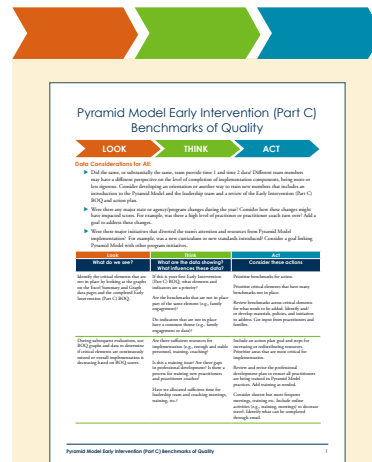 Pyramid Model Early Intervention (Part C)
Benchmarks of Quality
LOOK THINK ACT
Data Considerations for All:
Did the same, or substantially the same, team provide time 1 and time 2 data? Different team members
may have a different perspective on the level of completion of implementation components, being more or
less rigorous. Consider developing an orientation or another way to train new members that includes an
introduction to the Pyramid Model and the leadership team and a review of the Early Intervention (Part C)
BOQ and action plan.
Were there any major state or agency/program changes during the year? Consider how these changes might
have impacted scores. For example, was there a high level of practitioner or practitioner coach turn over? Add a
goal to address these changes.
Were there major initiatives that diverted the team's attention and resources from Pyramid Model
implementation? For example, was a new curriculum or new standards introduced? Consider a goal linking
Pyramid Model with other program initiatives.
Look Think Act
What do we see? What are the data showing? Consider these actions
What influences these data?
Identify the critical elements that are
not in place by looking at the graphs
on the Excel Summary and Graph
data pages and the completed Early
Intervention (Part C) BOQ.
If this is your first Early Intervention
(Part C) BOQ, what elements and
indicators are a priority?
Are the benchmarks that are not in place
part of the same element (e.g., family
engagement)?
Do indicators that are not in place
have a common theme (e.g., family
engagement or data)?
Prioritize benchmarks for action.
Prioritize critical elements that have many
benchmarks not in place.
Review benchmarks across critical elements
for what needs to be added. Identify and/
or develop materials, policies, and initiatives
to address. Get input from practitioners and
families.
During subsequent evaluations, use
BOQ graphs and data to determine
if critical elements are continuously
missed or overall implementation is
decreasing based on BOQ scores.
Are there sufficient resources for
implementation (e.g., enough and stable
personnel, training, coaching)?
Is this a training issue? Are there gaps
in professional development? Is there a
process for training new practitioners
and practitioner coaches?
Have we allocated sufficient time for
leadership team and coaching meetings,
training, etc.?
Include an action plan goal and steps for
increasing or redistributing resources.
Prioritize areas that are most critical for
implementation.
Review and revise the professional
development plan to ensure all practitioners
are being trained in Pyramid Model
practices. Add training as needed.
Consider shorter but more frequent
meetings, training etc. Include online
activities (e.g., training, meetings) to decrease
travel. Identify what can be completed
through email.
Pyramid Model Early Intervention (Part C) Benchmarks of Quality 1